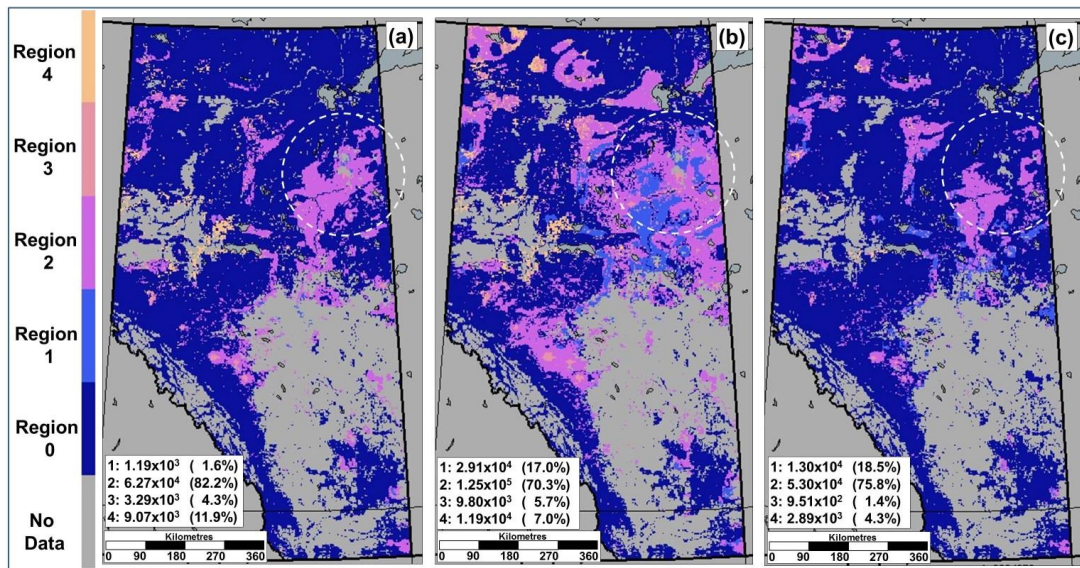 Region
4
Region
3
Region
2
Region
1
Region
0
No
Data
(a)
1: 1.19x10³ ( 1.6%)
2: 6.27x10⁴ (82.2%)
3: 3.29x10³ ( 4.3%)
4: 9.07x10³ (11.9%)
Kilometres
0 90 180 270 360
(b)
1: 2.91x10⁴ (17.0%)
2: 1.25x10⁵ (70.3%)
3: 9.80x10³ ( 5.7%)
4: 1.19x10⁴ ( 7.0%)
Kilometres
0 90 180 270 360
(c)
1: 1.30x10⁴ (18.5%)
2: 5.30x10⁴ (75.8%)
3: 9.51x10² ( 1.4%)
4: 2.89x10³ ( 4.3%)
Kilometres
0 90 180 270 360